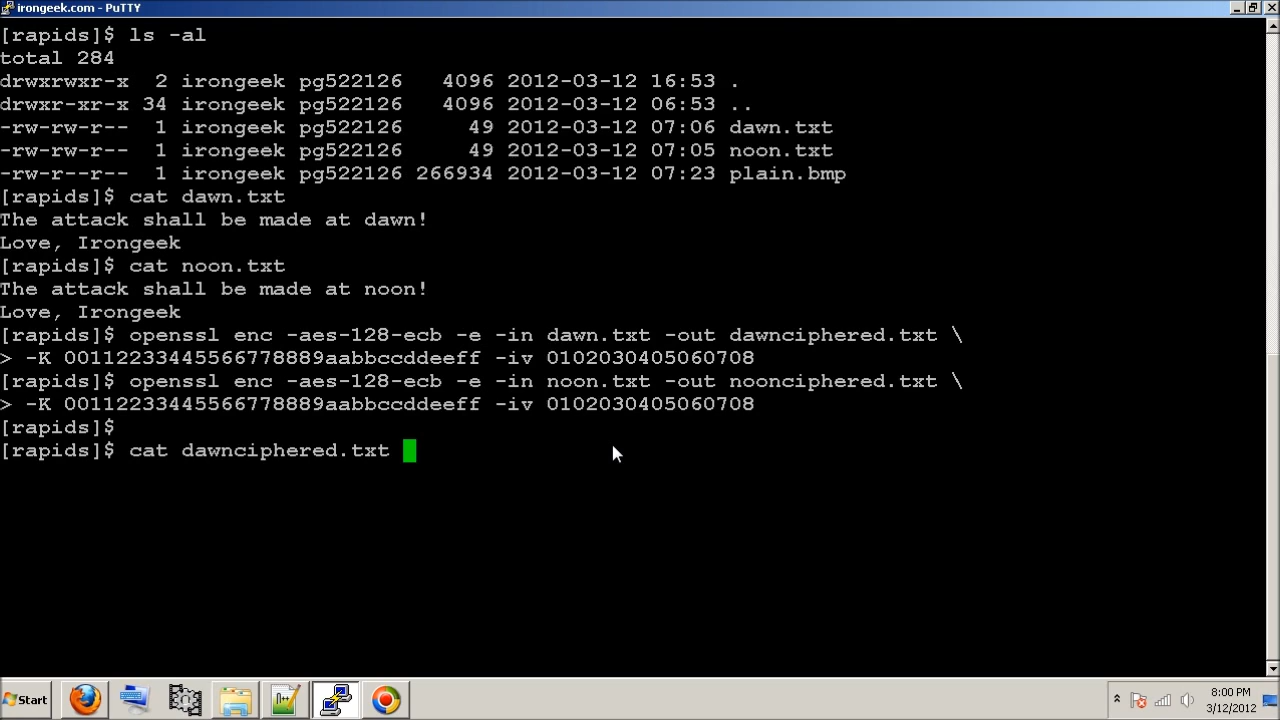 irongeek.com - PuTTY
[rapids]$ ls -al
total 284
drwxrwxr-x  2 irongeek pg522126   4096 2012-03-12 16:53 .
drwxr-xr-x 34 irongeek pg522126   4096 2012-03-12 06:53 ..
-rw-rw-r--  1 irongeek pg522126     49 2012-03-12 07:06 dawn.txt
-rw-rw-r--  1 irongeek pg522126     49 2012-03-12 07:05 noon.txt
-rw-r--r--  1 irongeek pg522126 266934 2012-03-12 07:23 plain.bmp
[rapids]$ cat dawn.txt
The attack shall be made at dawn!
Love, Irongeek
[rapids]$ cat noon.txt
The attack shall be made at noon!
Love, Irongeek
[rapids]$ openssl enc -aes-128-ecb -e -in dawn.txt -out dawnciphered.txt \
> -K 00112233445566778889aabbccddeeff -iv 0102030405060708
[rapids]$ openssl enc -aes-128-ecb -e -in noon.txt -out noonciphered.txt \
> -K 00112233445566778889aabbccddeeff -iv 0102030405060708
[rapids]$
[rapids]$ cat dawnciphered.txt
Start
8:00 PM
3/12/2012